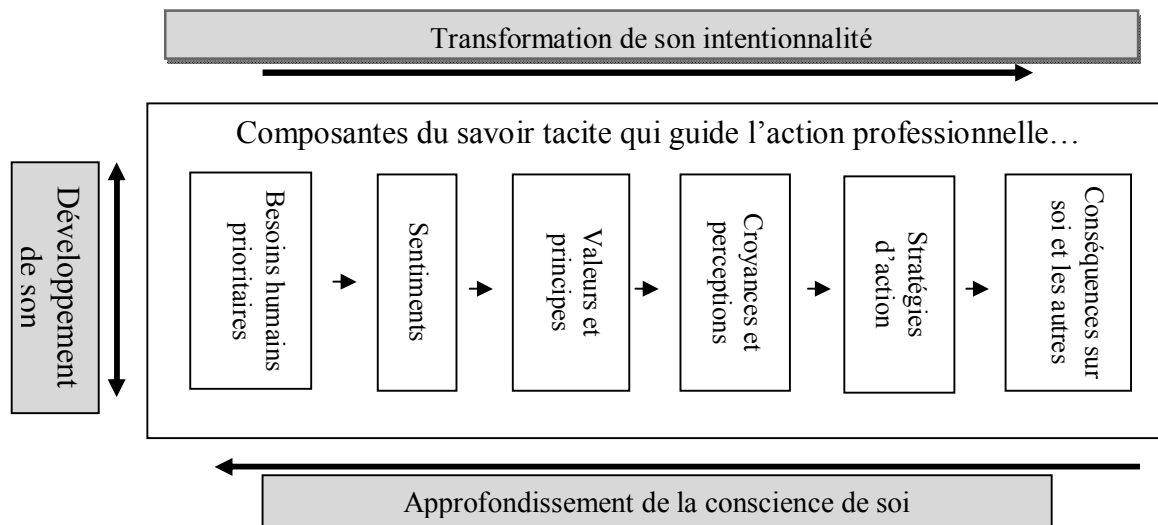 Transformation de son intentionnalité
Composantes du savoir tacite qui guide l’action professionnelle…
Développement
de son
Besoins humains
prioritaires
Sentiments
Valeurs et
principes
Croyances et
perceptions
Stratégies
d’action
Conséquences sur
soi et les autres
Approfondissement de la conscience de soi